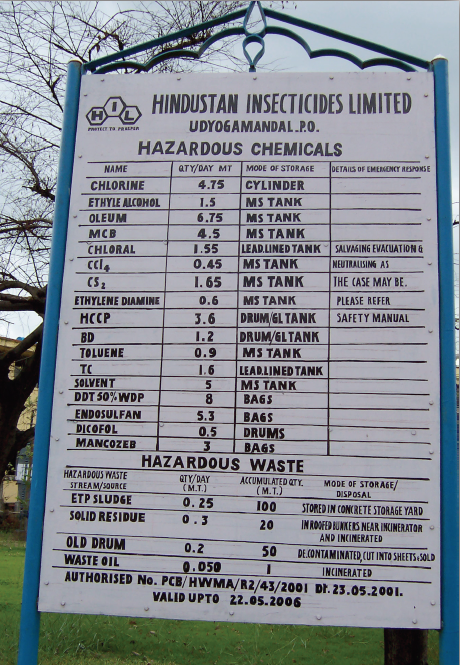 HIL
PROTECT TO PROSPER
HINDUSTAN INSECTICIDES LIMITED
UDYOGAMANDAL.P.O.
HAZARDOUS CHEMICALS
NAME QTY/DAY MT MODE OF STORAGE DETAILS OF EMERGENCY RESPONSE
CHLORINE 4.75 CYLINDER
ETHYLE ALCOHOL 1.5 MS TANK
OLEUM 6.75 MS TANK
MCB 4.5 MS TANK
CHLORAL 1.55 LEAD.LINED TANK SALVAGING EVACUATION &
CCl4 0.45 MS TANK NEUTRALISING AS
CS2 1.65 MS TANK THE CASE MAY BE.
ETHYLENE DIAMINE 0.6 MS TANK PLEASE REFER
HCCP 3.6 DRUM/GL TANK SAFETY MANUAL
BD 1.2 DRUM/GL TANK
TOLUENE 0.9 MS TANK
TC 1.6 LEAD.LINED TANK
SOLVENT 5 MS TANK
DDT 50% WDP 8 BAGS
ENDOSULFAN 5.3 BAGS
DICOFOL 0.5 DRUMS
MANCOZEB 3 BAGS
HAZARDOUS WASTE
HAZARDOUS WASTE QTY/DAY ACCUMULATED QTY. MODE OF STORAGE/
STREAM/SOURCE (M.T.) (M.T.) DISPOSAL
ETP SLUDGE 0.25 100 STORED IN CONCRETE STORAGE YARD
SOLID RESIDUE 0.3 20 IN ROOFED BUNKERS NEAR INCINERATOR
AND INCINERATED
OLD DRUM 0.2 50 DE.CONTAMINATED, CUT INTO SHEETS & SOLD
WASTE OIL 0.050 1 INCINERATED
AUTHORISED No. PCB/HWMA/R2/43/2001 Dt. 23.05.2001.
VALID UPTO 22.05.2006